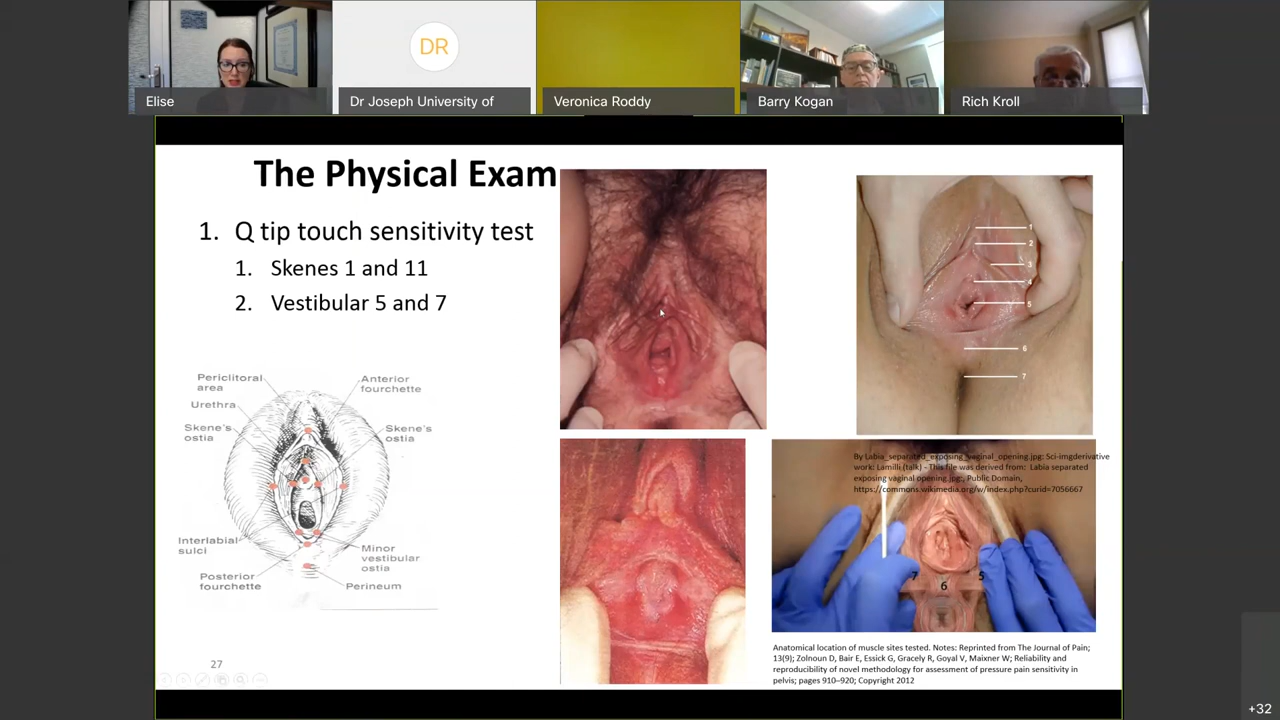 DR
Elise
Dr Joseph University of
Veronica Roddy
Barry Kogan
Rich Kroll
The Physical Exam
1. Q tip touch sensitivity test
1. Skenes 1 and 11
2. Vestibular 5 and 7
Periclitoral
area
Anterior
fourchette
Urethra
Skene's
ostia
Skene's
ostia
Interlabial
sulci
Minor
vestibular
ostia
Posterior
fourchette
Perineum
1
2
3
4
5
6
7
By Labia_separated_exposing_vaginal_opening.jpg: Sci-imgderivative
work: Lamilli (talk) - This file was derived from: Labia separated
exposing vaginal opening.jpg:, Public Domain,
https://commons.wikimedia.org/w/index.php?curid=7056667
7
5
6
Anatomical location of muscle sites tested. Notes: Reprinted from The Journal of Pain;
13(9); Zolnoun D, Bair E, Essick G, Gracely R, Goyal V, Maixner W; Reliability and
reproducibility of novel methodology for assessment of pressure pain sensitivity in
pelvis; pages 910–920; Copyright 2012
27
+32